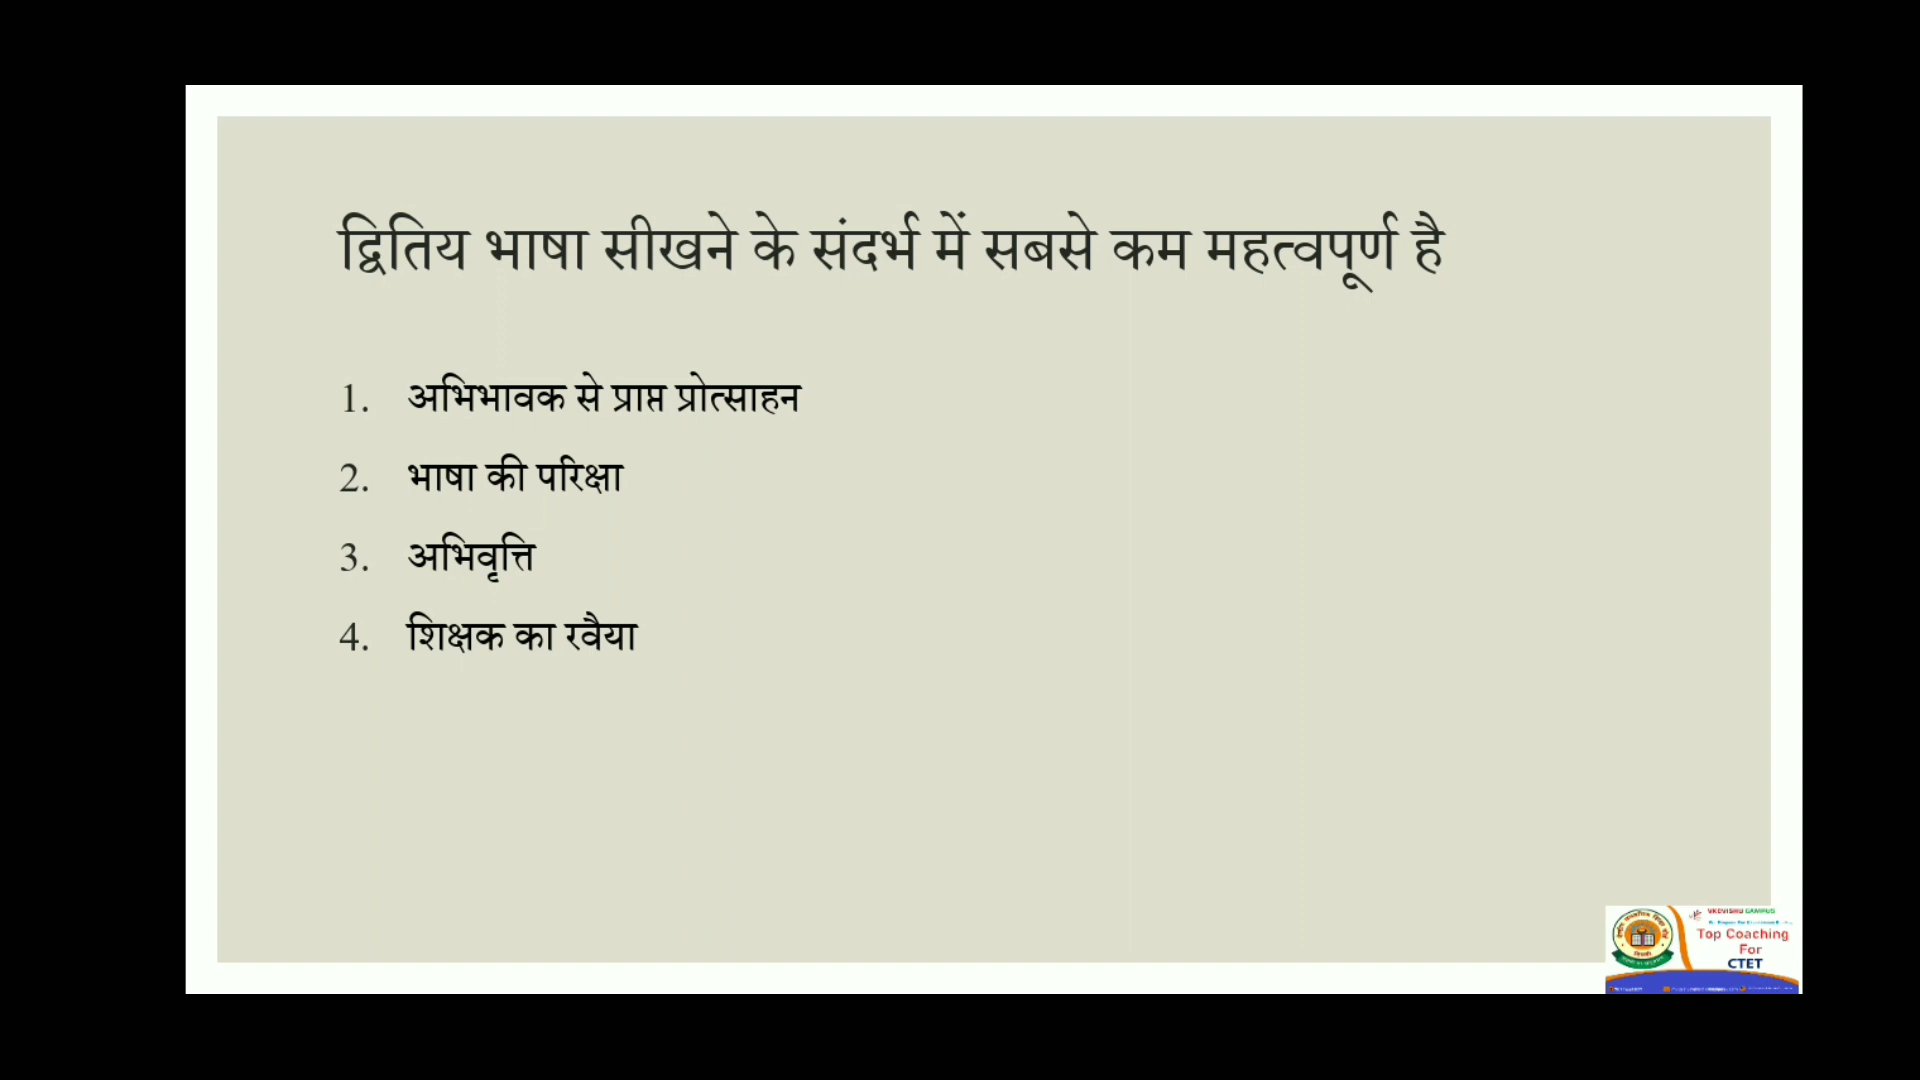 द्वितिय भाषा सीखने के संदर्भ में सबसे कम महत्वपूर्ण है
1. अभिभावक से प्राप्त प्रोत्साहन
2. भाषा की परिक्षा
3. अभिवृत्ति
4. शिक्षक का रवैया
CAMPUS
Top Coaching
For
CTET